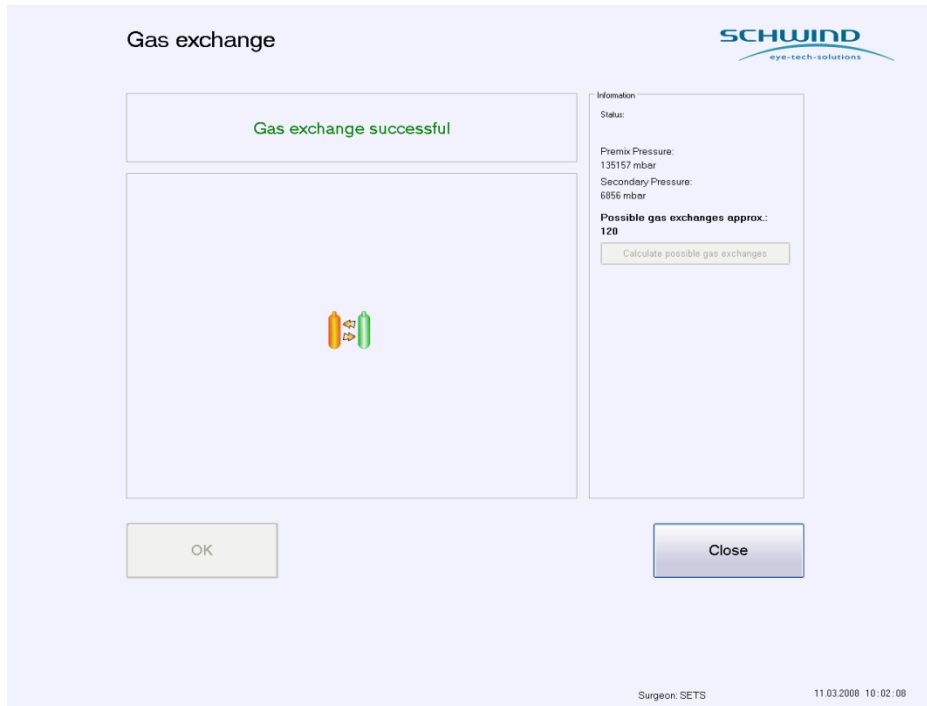 Gas exchange
SCHWIND
eye-tech-solutions
Gas exchange successful
Information
Status:
Premix Pressure:
135157 mbar
Secondary Pressure:
6856 mbar
Possible gas exchanges approx.:
120
Calculate possible gas exchanges
OK
Close
Surgeon: SETS
11.03.2008 10:02:08